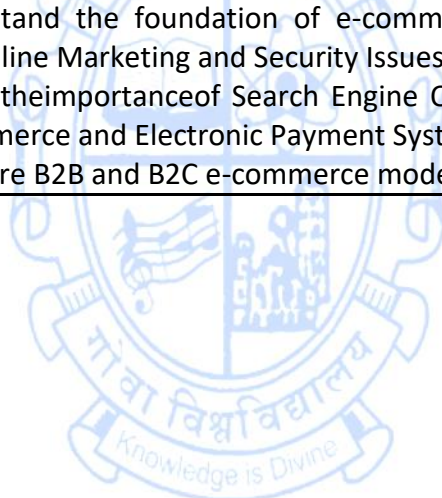 tand the foundation of e-comm
line Marketing and Security Issues
theimportanceof Search Engine
merce and Electronic Payment Syst
re B2B and B2C e-commerce mode
गोंवा विश्वविद्यालय
Knowledge is Divine